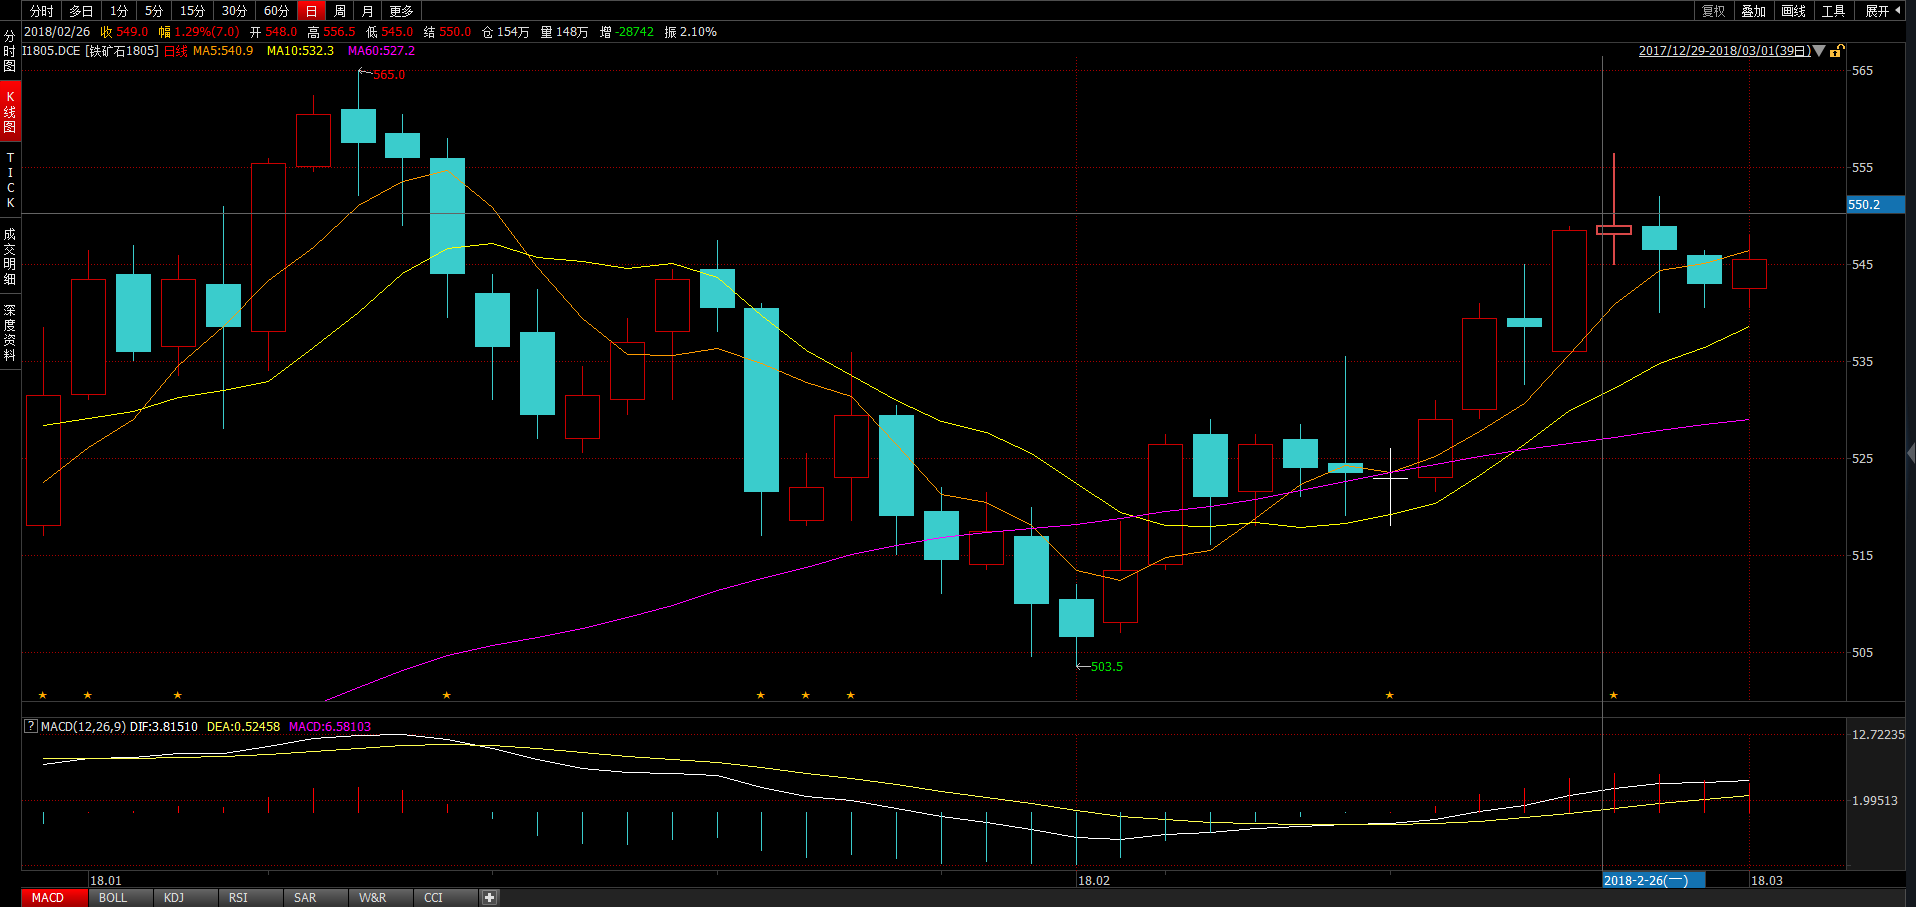 分时 多日 1分 5分 15分 30分 60分 日 周 月 更多 复权 叠加 画线 工具 展开
2018/02/26 收 549.0 幅 1.29%(7.0) 开 548.0 高 556.5 低 545.0 结 550.0 仓 154万 量 148万 增 -28742 振 2.10%
I1805.DCE [铁矿石1805] 日线 MA5:540.9 MA10:532.3 MA60:527.2 2017/12/29-2018/03/01(39日)
分时图
K线图
TICK
成交明细
深度资料
565.0
503.5
565
555
550.2
545
535
525
515
505
? MACD(12,26,9) DIF:3.81510 DEA:0.52458 MACD:6.58103
12.72235
1.99513
18.01 18.02 2018-2-26(一) 18.03
MACD BOLL KDJ RSI SAR W&R CCI